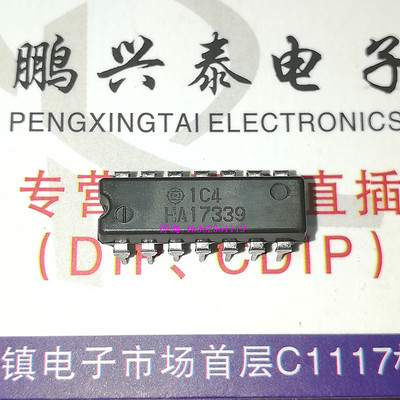 鹏兴泰电子
PENGXINGTAI ELECTRONICS
1C4
HA17339
专营 直插
(DIP、CDIP)
镇电子市场首层C1117